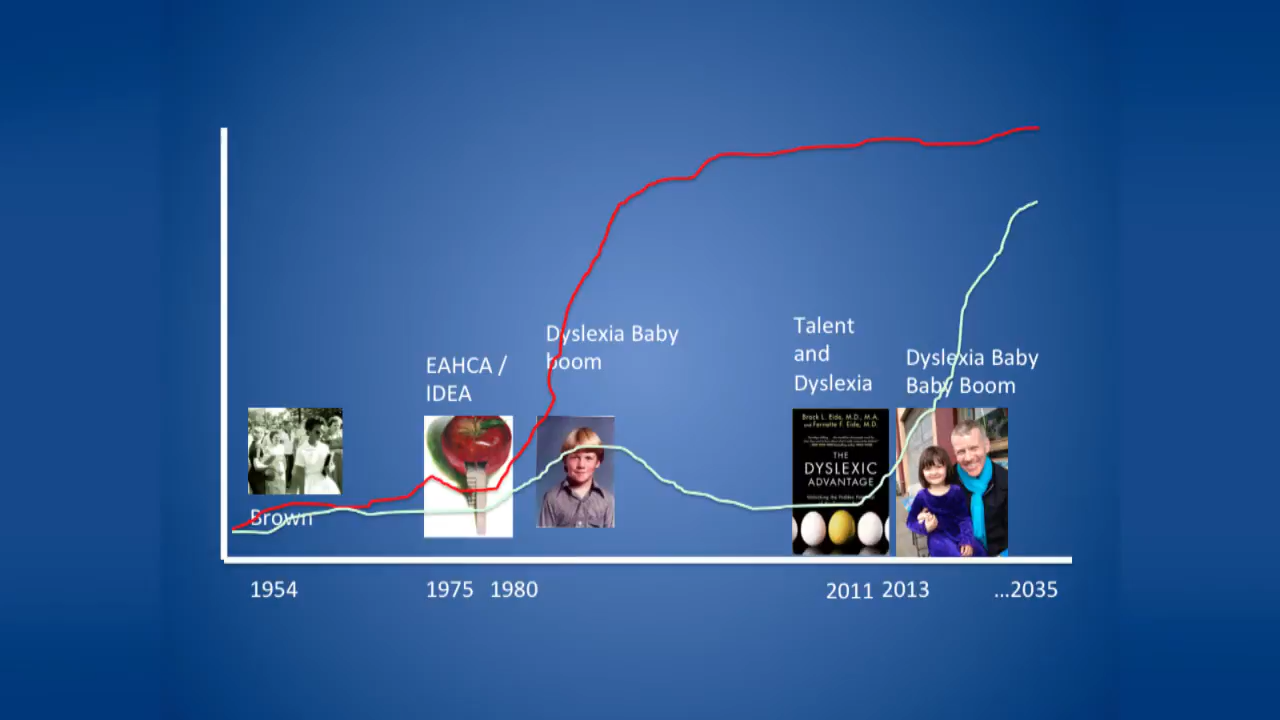 Dyslexia Baby
boom
EAHCA /
IDEA
Talent
and
Dyslexia
Dyslexia Baby
Baby Boom
Brown
Brock L. Eide, M.D., M.A.
and Fernette F. Eide, M.D.
THE
DYSLEXIC
ADVANTAGE
1954
1975
1980
2011
2013
...2035